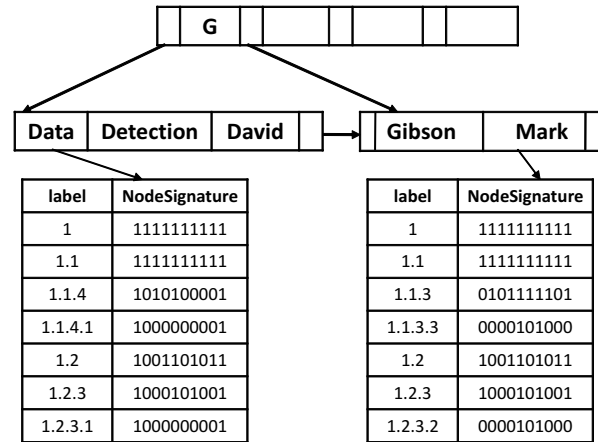 G
Data Detection David Gibson Mark
label NodeSignature label NodeSignature
1 1111111111 1 1111111111
1.1 1111111111 1.1 1111111111
1.1.4 1010100001 1.1.3 0101111101
1.1.4.1 1000000001 1.1.3.3 0000101000
1.2 1001101011 1.2 1001101011
1.2.3 1000101001 1.2.3 1000101001
1.2.3.1 1000000001 1.2.3.2 0000101000